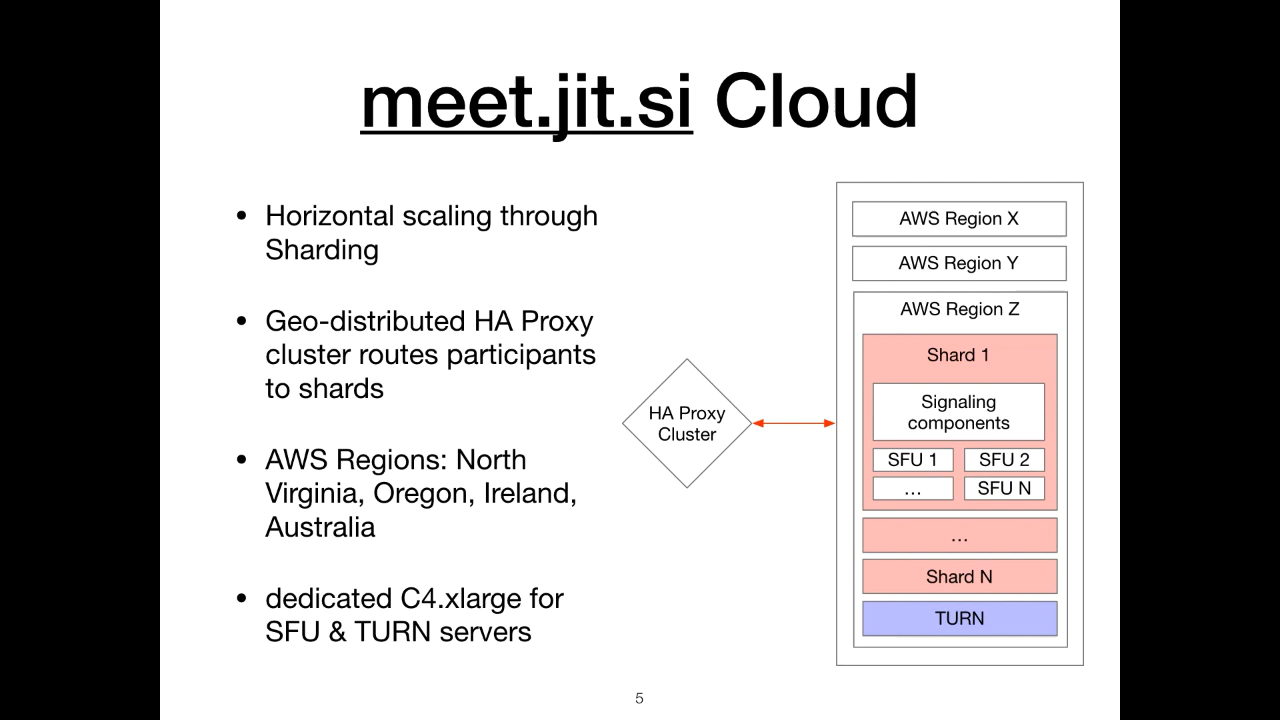 meet.jit.si Cloud
• Horizontal scaling through
Sharding
• Geo-distributed HA Proxy
cluster routes participants
to shards
• AWS Regions: North
Virginia, Oregon, Ireland,
Australia
• dedicated C4.xlarge for
SFU & TURN servers
HA Proxy
Cluster
AWS Region X
AWS Region Y
AWS Region Z
Shard 1
Signaling
components
SFU 1
SFU 2
...
SFU N
...
Shard N
TURN
5